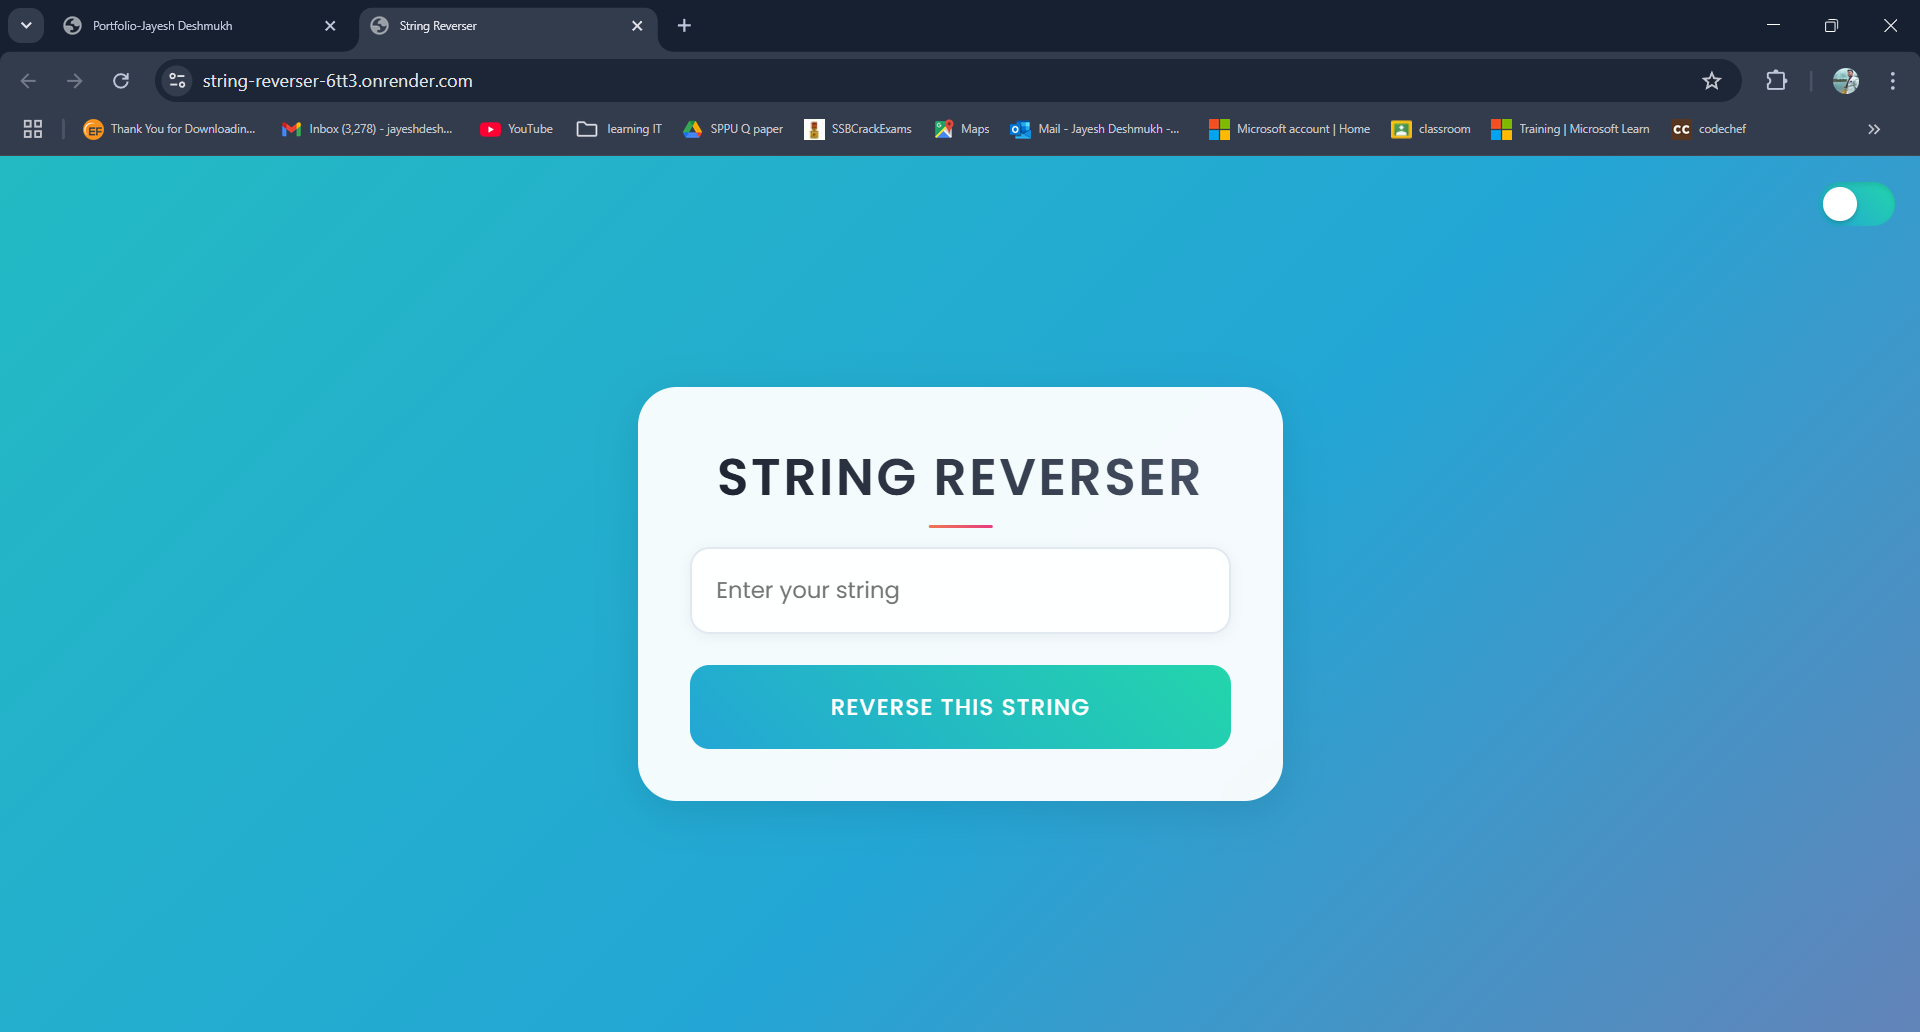 Portfolio-Jayesh Deshmukh
String Reverser
string-reverser-6tt3.onrender.com
Thank You for Downloadin... Inbox (3,278) - jayeshdesh... YouTube learning IT SPPU Q paper SSBCrackExams Maps Mail - Jayesh Deshmukh -... Microsoft account | Home classroom Training | Microsoft Learn CC codechef
STRING REVERSER
Enter your string
REVERSE THIS STRING